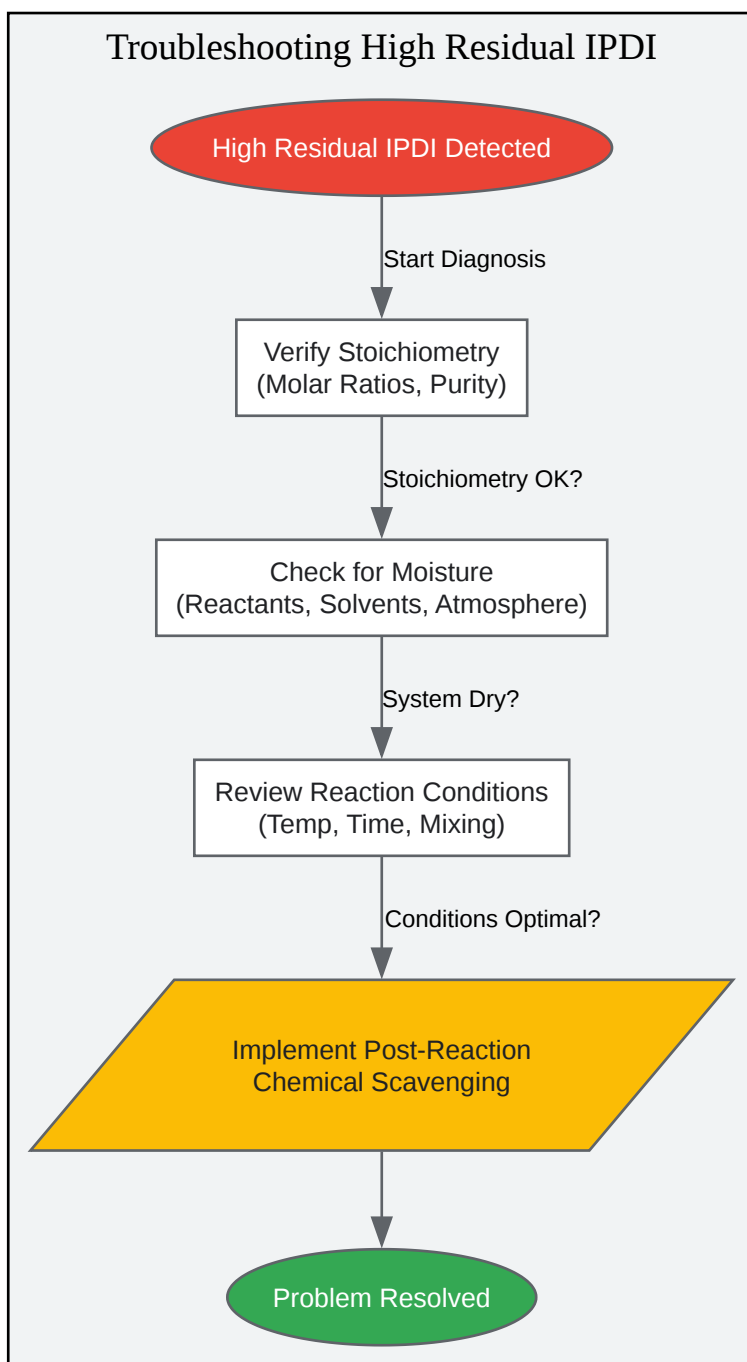 Troubleshooting High Residual IPDI
High Residual IPDI Detected
Start Diagnosis
Verify Stoichiometry
(Molar Ratios, Purity)
Stoichiometry OK?
Check for Moisture
(Reactants, Solvents, Atmosphere)
System Dry?
Review Reaction Conditions
(Temp, Time, Mixing)
Conditions Optimal?
Implement Post-Reaction
Chemical Scavenging
Problem Resolved